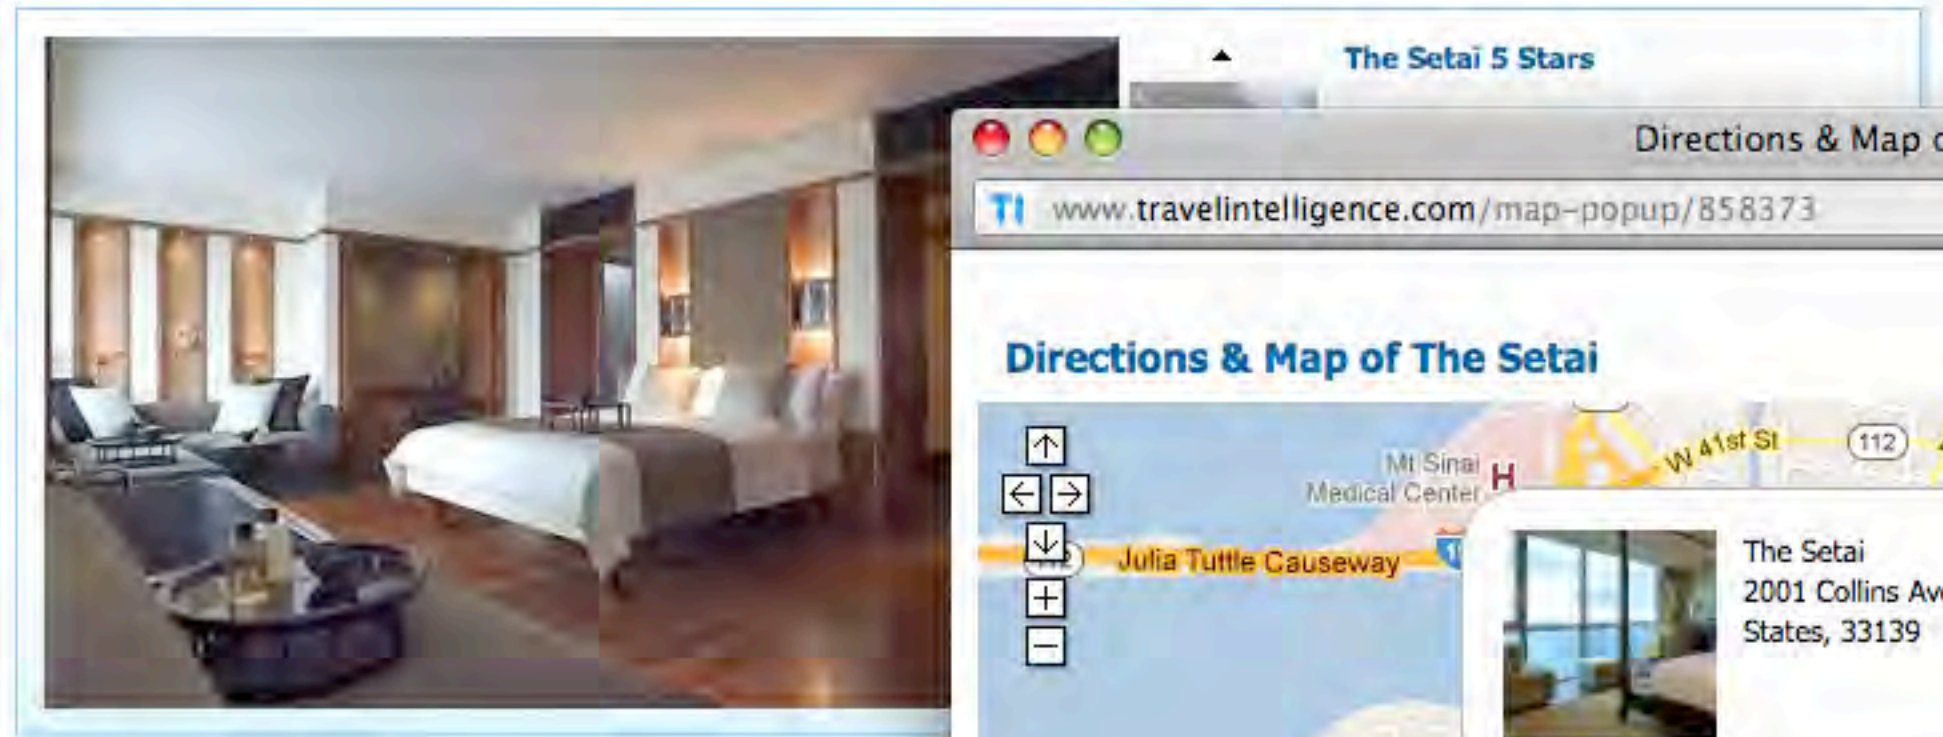 The Setai 5 Stars
Directions & Map o
TI www.travelintelligence.com/map-popup/858373
Directions & Map of The Setai
W 41st St
112
Mt Sinai
Medical Center
H
Julia Tuttle Causeway
The Setai
2001 Collins Ave
States, 33139